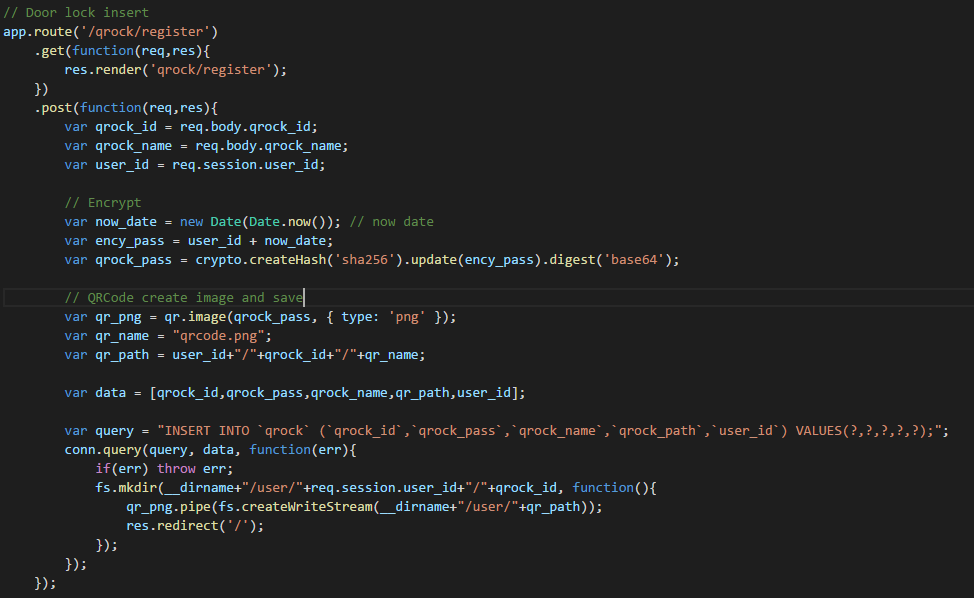 // Door lock insert
app.route('/qrock/register')
    .get(function(req,res){
        res.render('qrock/register');
    })
    .post(function(req,res){
        var qrock_id = req.body.qrock_id;
        var qrock_name = req.body.qrock_name;
        var user_id = req.session.user_id;

        // Encrypt
        var now_date = new Date(Date.now()); // now date
        var ency_pass = user_id + now_date;
        var qrock_pass = crypto.createHash('sha256').update(ency_pass).digest('base64');

        // QRCode create image and save
        var qr_png = qr.image(qrock_pass, { type: 'png' });
        var qr_name = "qrcode.png";
        var qr_path = user_id+"/"+qrock_id+"/"+qr_name;

        var data = [qrock_id,qrock_pass,qrock_name,qr_path,user_id];

        var query = "INSERT INTO `qrock` (`qrock_id`,`qrock_pass`,`qrock_name`,`qrock_path`,`user_id`) VALUES(?,?,?,?,?);";
        conn.query(query, data, function(err){
            if(err) throw err;
            fs.mkdir(__dirname+"/user/"+req.session.user_id+"/"+qrock_id, function(){
                qr_png.pipe(fs.createWriteStream(__dirname+"/user/"+qr_path));
                res.redirect('/');
            });
        });
    });